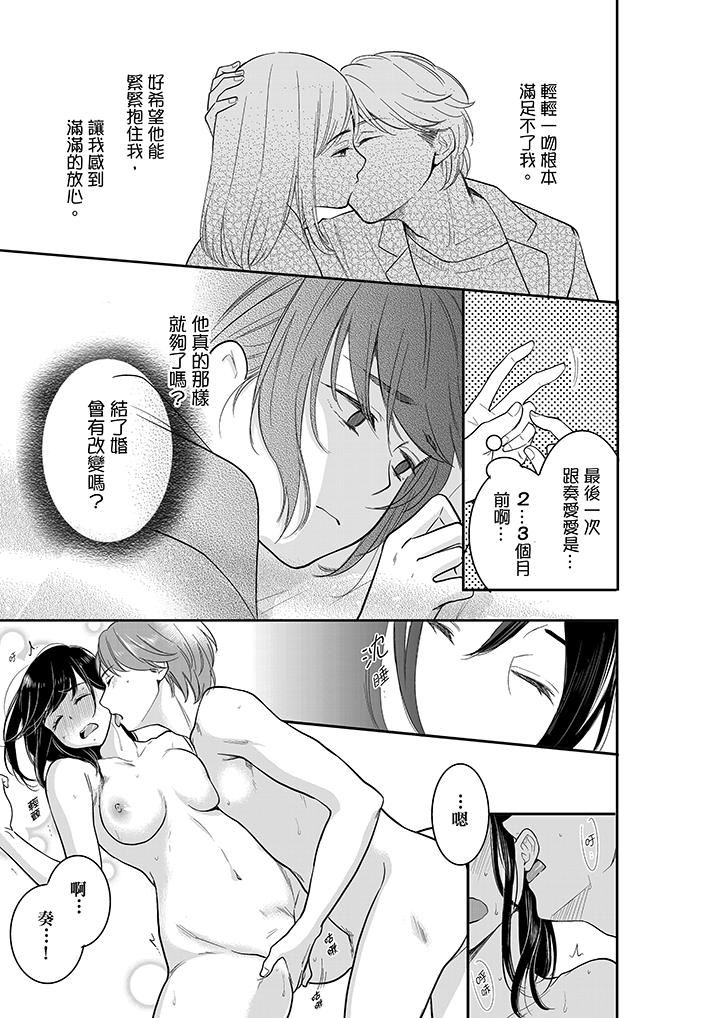 輕輕一吻根本
滿足不了我。
好希望他能
緊緊抱住我，
讓我感到
滿滿的放心。
最後一次
跟奏愛愛是…
2…3個月
前啊…
他真的那樣
就夠了嗎？
結了婚
曾有改變嗎？
沈睡
呼
呼
…嗯
啊。
奏…！